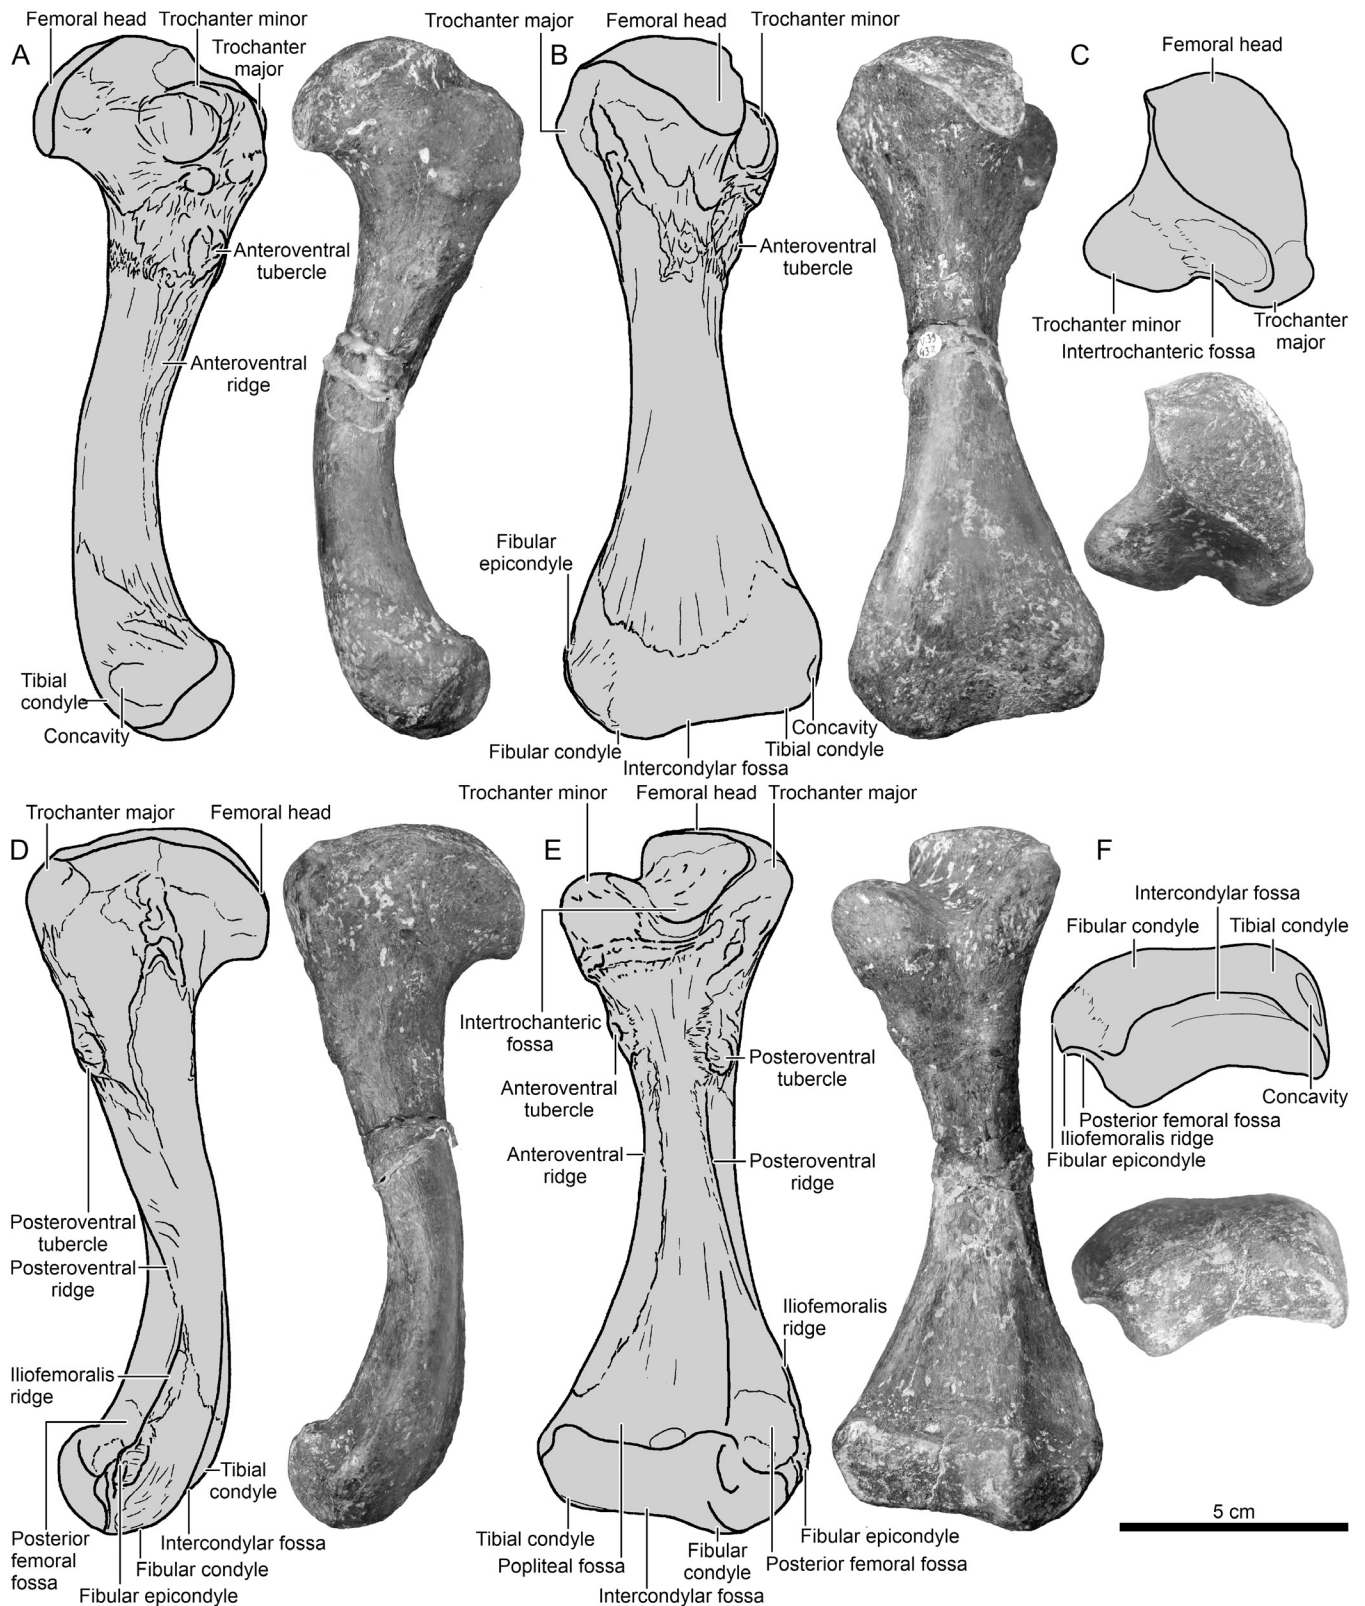 A
Femoral head
Trochanter minor
Trochanter
major
Anteroventral
tubercle
Anteroventral
ridge
Tibial
condyle
Concavity
B
Trochanter major
Femoral head
Trochanter minor
Anteroventral
tubercle
Fibular
epicondyle
Fibular condyle
Intercondylar fossa
Concavity
Tibial condyle
C
Femoral head
Trochanter minor
Intertrochanteric fossa
Trochanter
major
D
Trochanter major
Femoral head
Posteroventral
tubercle
Posteroventral
ridge
Iliofemoralis
ridge
Posterior
femoral
fossa
Tibial
condyle
Intercondylar fossa
Fibular condyle
Fibular epicondyle
E
Trochanter minor
Femoral head
Trochanter major
Intertrochanteric
fossa
Anteroventral
tubercle
Anteroventral
ridge
Posteroventral
tubercle
Posteroventral
ridge
Iliofemoralis
ridge
Tibial condyle
Popliteal fossa
Intercondylar fossa
Fibular
condyle
Fibular epicondyle
Posterior femoral fossa
F
Intercondylar fossa
Fibular condyle
Tibial condyle
Concavity
Posterior femoral fossa
Iliofemoralis ridge
Fibular epicondyle
5 cm